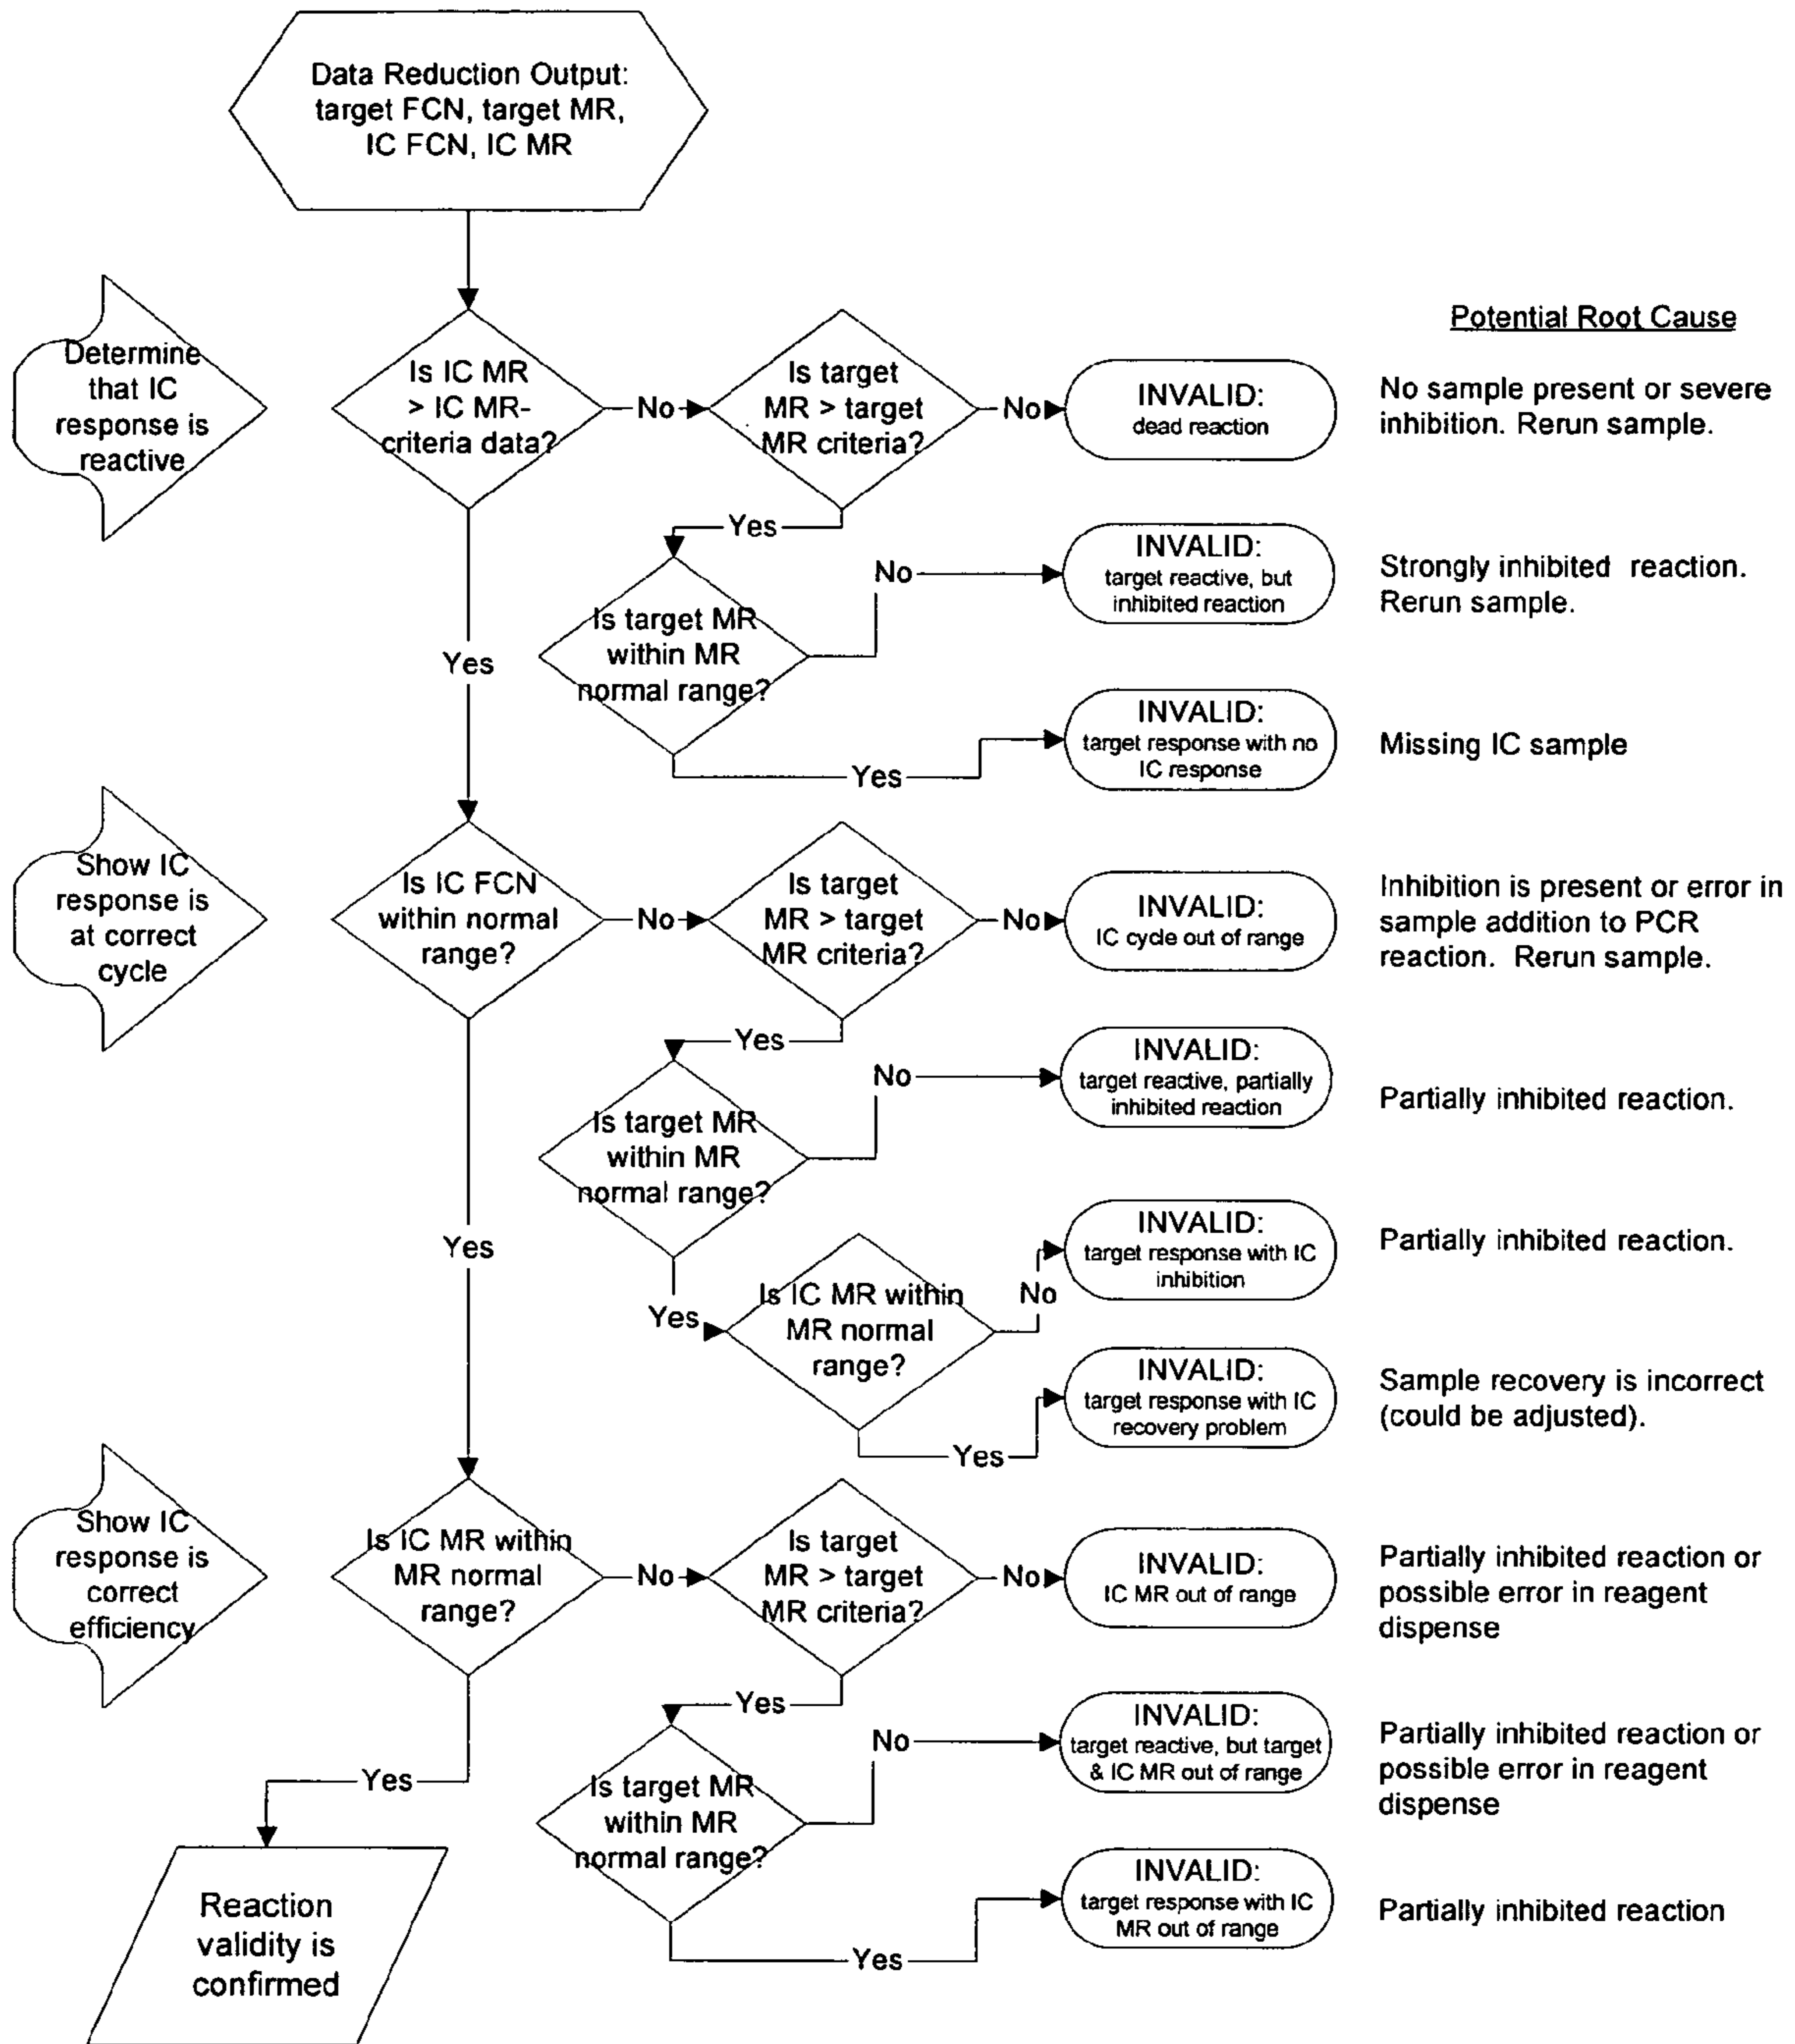 Data Reduction Output:
target FCN, target MR,
IC FCN, IC MR
Potential Root Cause
Determine
that IC
response is
reactive
Is IC MR
> IC MR-
criteria data?
No
Is target
MR > target
MR criteria?
No
INVALID:
dead reaction
No sample present or severe
inhibition. Rerun sample.
Yes
Is target MR
within MR
normal range?
No
INVALID:
target reactive, but
inhibited reaction
Strongly inhibited reaction.
Rerun sample.
Yes
INVALID:
target response with no
IC response
Missing IC sample
Yes
Show IC
response is
at correct
cycle
Is IC FCN
within normal
range?
No
Is target
MR > target
MR criteria?
No
INVALID:
IC cycle out of range
Inhibition is present or error in
sample addition to PCR
reaction. Rerun sample.
Yes
Is target MR
within MR
normal range?
No
INVALID:
target reactive, partially
inhibited reaction
Partially inhibited reaction.
Yes
Is IC MR within
MR normal
range?
No
INVALID:
target response with IC
inhibition
Partially inhibited reaction.
Yes
INVALID:
target response with IC
recovery problem
Sample recovery is incorrect
(could be adjusted).
Yes
Show IC
response is
correct
efficiency
Is IC MR within
MR normal
range?
No
Is target
MR > target
MR criteria?
No
INVALID:
IC MR out of range
Partially inhibited reaction or
possible error in reagent
dispense
Yes
Is target MR
within MR
normal range?
No
INVALID:
target reactive, but target
& IC MR out of range
Partially inhibited reaction or
possible error in reagent
dispense
Yes
INVALID:
target response with IC
MR out of range
Partially inhibited reaction
Yes
Reaction
validity is
confirmed